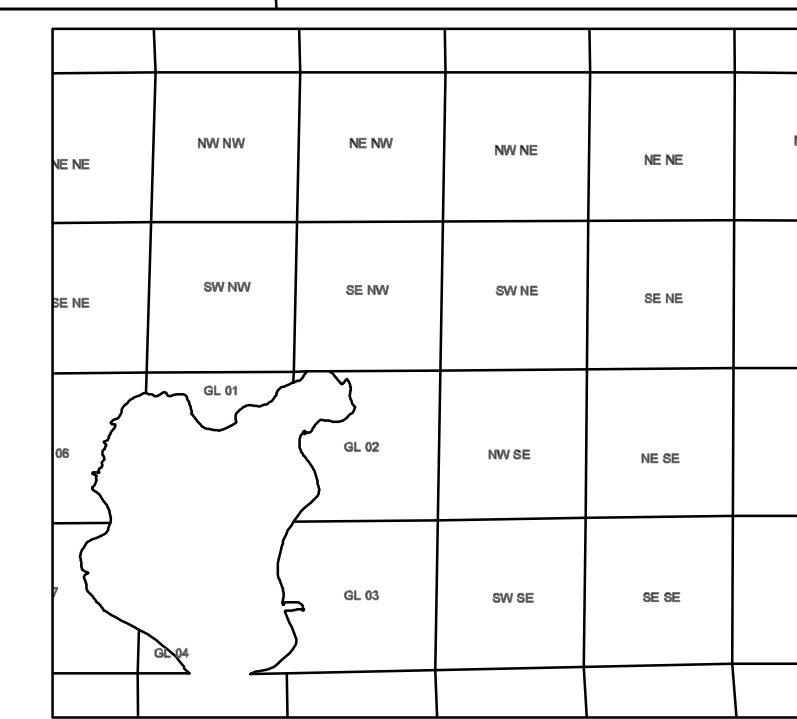 NW NW
NE NW
NW NE
NE NE
NE NE
SW NW
SE NW
SW NE
SE NE
SE NE
GL 01
GL 02
06
NW SE
NE SE
GL 03
SW SE
SE SE
GL 04